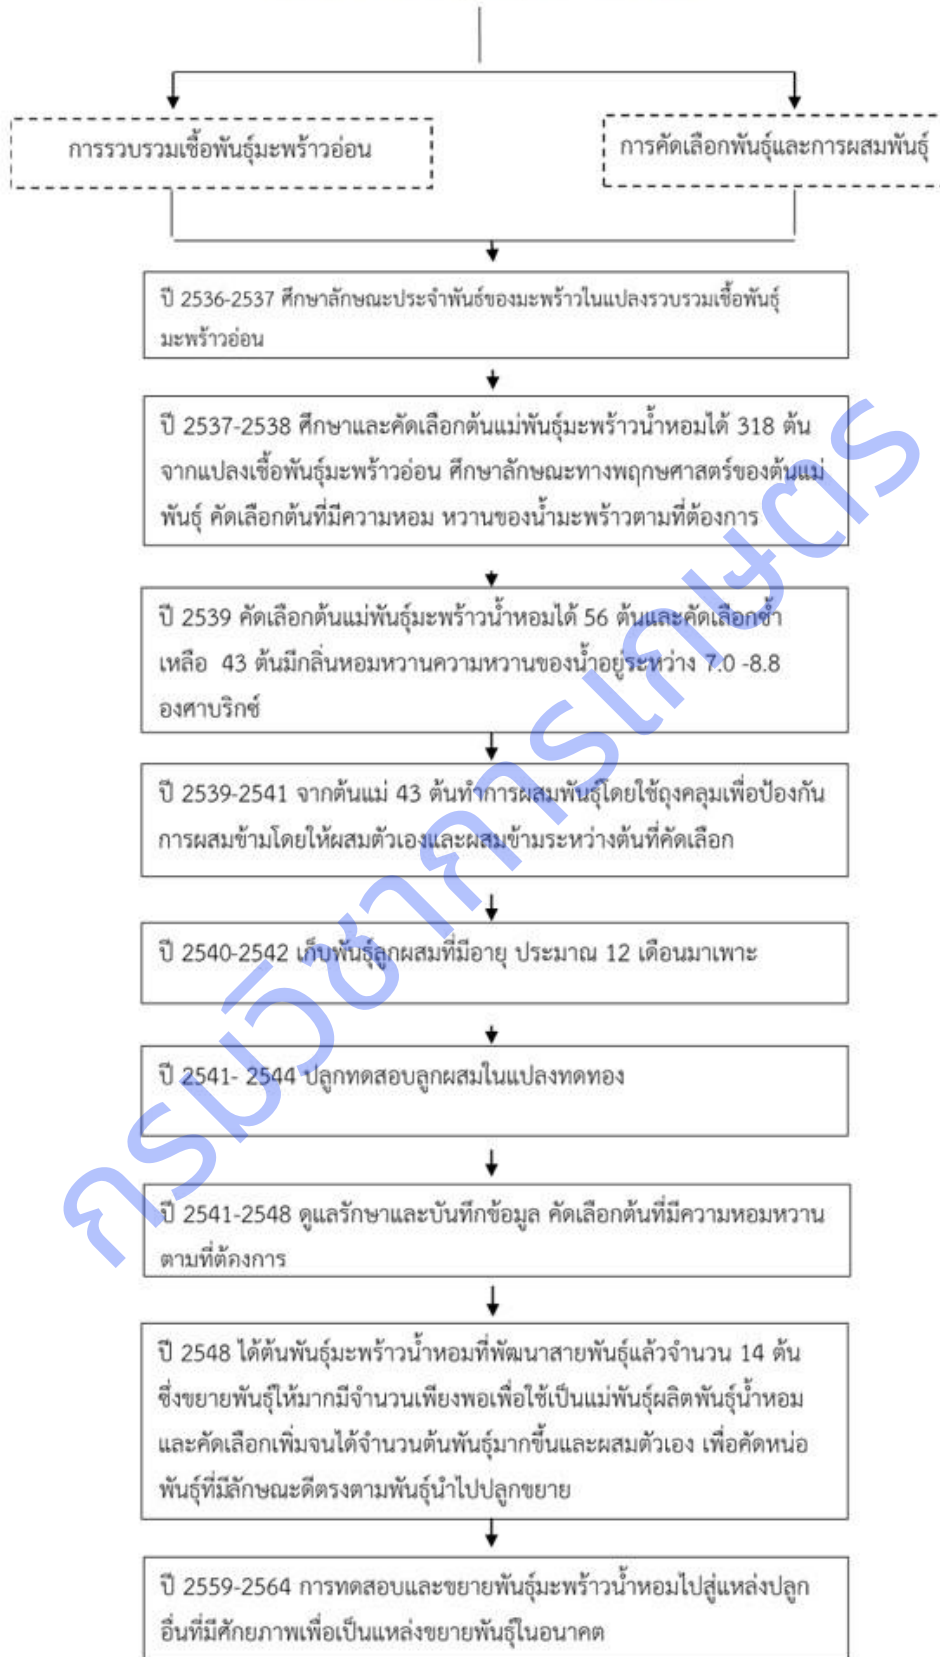 การรวบรวมเชื้อพันธุ์มะพร้าวอ่อน
การคัดเลือกพันธุ์และการผสมพันธุ์
ปี 2536-2537 ศึกษาลักษณะประจำพันธ์ของมะพร้าวในแปลงรวบรวมเชื้อพันธุ์
มะพร้าวอ่อน
ปี 2537-2538 ศึกษาและคัดเลือกต้นแม่พันธุ์มะพร้าวน้ำหอมได้ 318 ต้น
จากแปลงเชื้อพันธุ์มะพร้าวอ่อน ศึกษาลักษณะทางพฤกษศาสตร์ของต้นแม่
พันธุ์ คัดเลือกต้นที่มีความหอม หวานของน้ำมะพร้าวตามที่ต้องการ
ปี 2539 คัดเลือกต้นแม่พันธุ์มะพร้าวน้ำหอมได้ 56 ต้นและคัดเลือกซ้ำ
เหลือ 43 ต้นมีกลิ่นหอมหวานความหวานของน้ำอยู่ระหว่าง 7.0 -8.8
องศาบริกซ์
ปี 2539-2541 จากต้นแม่ 43 ต้นทำการผสมพันธุ์โดยใช้ถุงคลุมเพื่อป้องกัน
การผสมข้ามโดยให้ผสมตัวเองและผสมข้ามระหว่างต้นที่คัดเลือก
ปี 2540-2542 เก็บพันธุ์ลูกผสมที่มีอายุ ประมาณ 12 เดือนมาเพาะ
ปี 2541- 2544 ปลูกทดสอบลูกผสมในแปลงทดทอง
ปี 2541-2548 ดูแลรักษาและบันทึกข้อมูล คัดเลือกต้นที่มีความหอมหวาน
ตามที่ต้องการ
ปี 2548 ได้ต้นพันธุ์มะพร้าวน้ำหอมที่พัฒนาสายพันธุ์แล้วจำนวน 14 ต้น
ซึ่งขยายพันธุ์ให้มากมีจำนวนเพียงพอเพื่อใช้เป็นแม่พันธุ์ผลิตพันธุ์น้ำหอม
และคัดเลือกเพิ่มจนได้จำนวนต้นพันธุ์มากขึ้นและผสมตัวเอง เพื่อคัดหน่อ
พันธุ์ที่มีลักษณะดีตรงตามพันธุ์นำไปปลูกขยาย
ปี 2559-2564 การทดสอบและขยายพันธุ์มะพร้าวน้ำหอมไปสู่แหล่งปลูก
อื่นที่มีศักยภาพเพื่อเป็นแหล่งขยายพันธุ์ในอนาคต
กรมวิชาการเกษตร